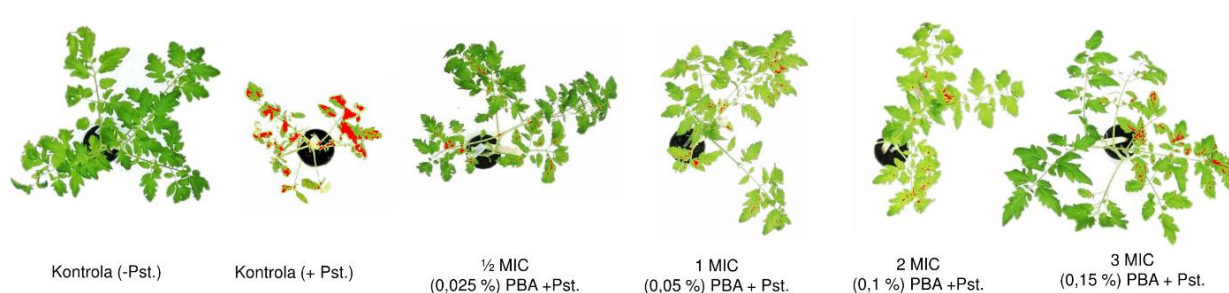 Kontrola (-Pst.)
Kontrola (+ Pst.)
½ MIC
(0,025 %) PBA +Pst.
1 MIC
(0,05 %) PBA + Pst.
2 MIC
(0,1 %) PBA +Pst.
3 MIC
(0,15 %) PBA + Pst.